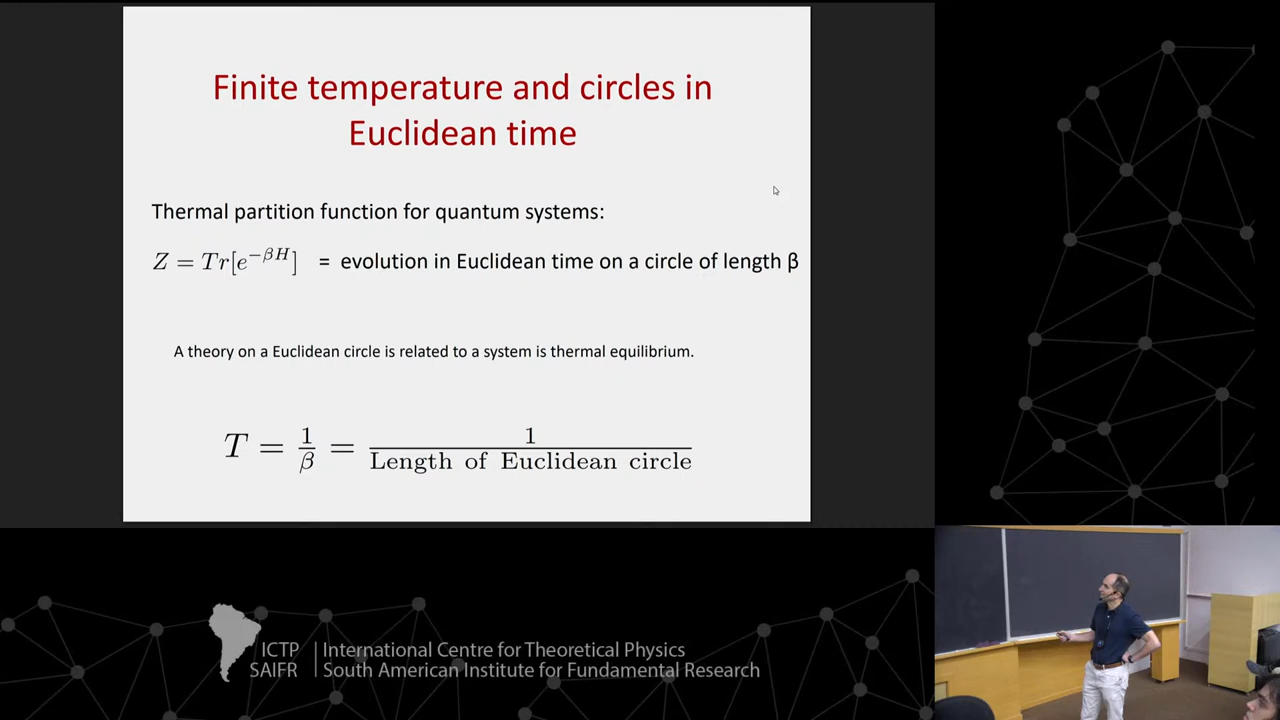 Finite temperature and circles in
Euclidean time
Thermal partition function for quantum systems:
Z = Tr[e^{-βH}] = evolution in Euclidean time on a circle of length β
A theory on a Euclidean circle is related to a system is thermal equilibrium.
T = 1/β = 1/Length of Euclidean circle
ICTP
SAIFR
International Centre for Theoretical Physics
South American Institute for Fundamental Research